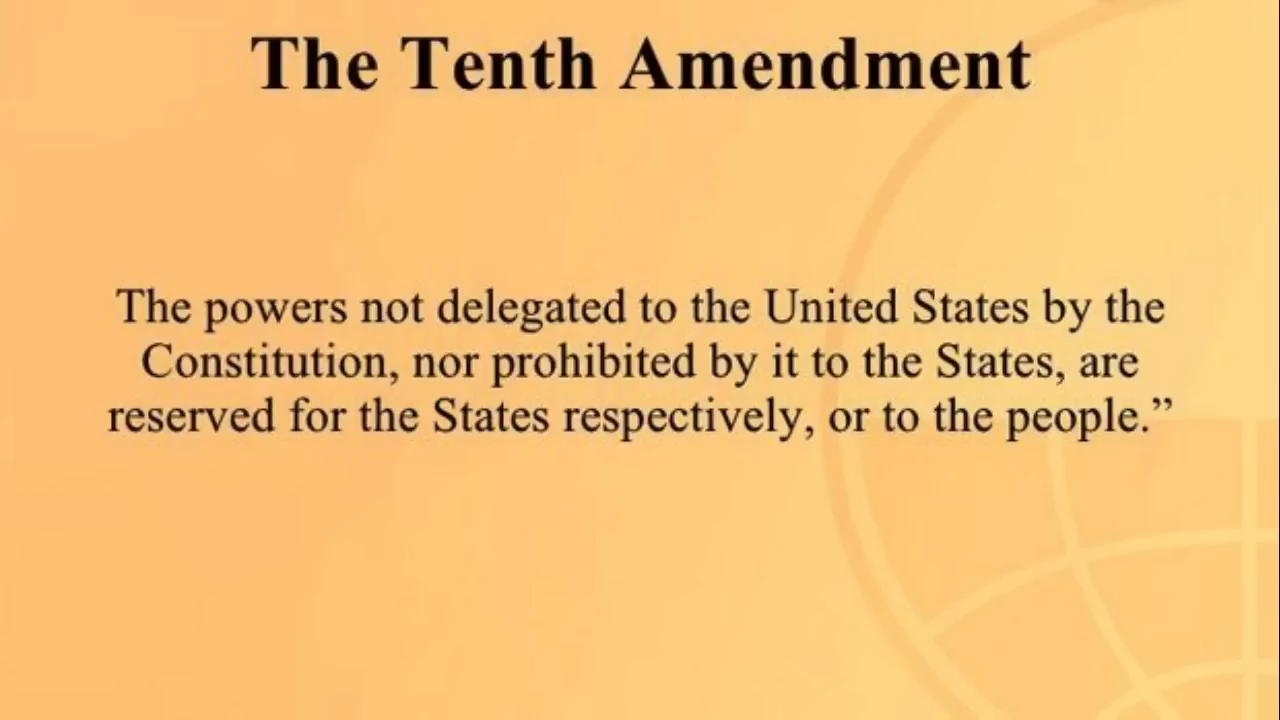 The Tenth Amendment
The powers not delegated to the United States by the
Constitution, nor prohibited by it to the States, are
reserved for the States respectively, or to the people.”